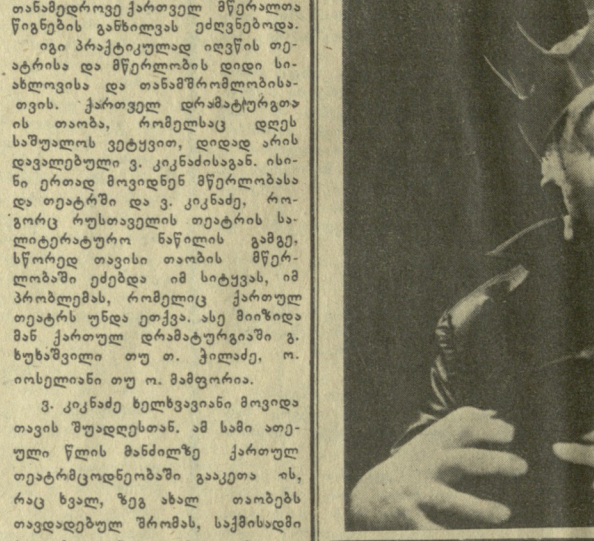 თანამედროვე ქართველ მწერალთა
წიგნების განხილვას ეძღვნებოდა.
იგი პრაქტიკულად იღვწის თე-
ატრისა და მწერლობის დიდი სი-
ახლოვისა და თანამშრომლობისა-
თვის. ქართველ დრამატურგთა
ის თაობა, რომელსაც დღეს
საშუალოს ვეტყვით, დიდად არის
დავალებული ვ. კიკნაძისაგან. ისი-
ნი ერთად მოვიდნენ მწერლობასა
და თეატრში და ვ. კიკნაძე, რო-
გორც რუსთაველის თეატრის სა-
ლიტერატურო ნაწილის გამგე,
სწორედ თავისი თაობის მწერ-
ლობაში ეძებდა იმ სიტყვას, იმ
პრობლემას, რომელიც ქართულ
თეატრს უნდა ეთქვა. ასე მიიზიდა
მან ქართულ დრამატურგიაში გ.
ხუხაშვილი თუ თ. ჭილაძე, ო.
იოსელიანი თუ ო. მამფორია.
ვ. კიკნაძე ხელხვავიანი მოვიდა
თავის შუადღესთან. ამ სამი ათე-
ული წლის მანძილზე ქართულ
თეატრმცოდნეობაში გააკეთა ის,
რაც ხვალ, ზეგ ახალ თაობებს
თავდადებულ შრომას, საქმისადმი